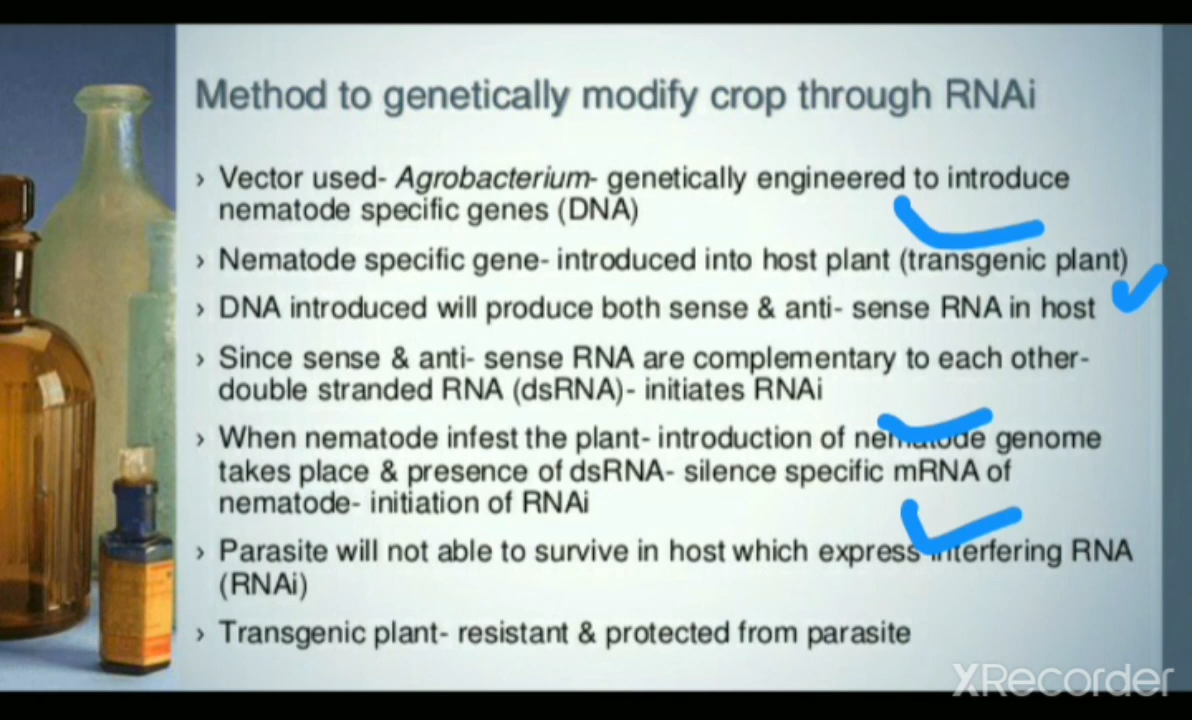 Method to genetically modify crop through RNAi
› Vector used- Agrobacterium- genetically engineered to introduce
nematode specific genes (DNA)
› Nematode specific gene- introduced into host plant (transgenic plant)
› DNA introduced will produce both sense & anti- sense RNA in host
› Since sense & anti- sense RNA are complementary to each other-
double stranded RNA (dsRNA)- initiates RNAi
› When nematode infest the plant- introduction of nematode genome
takes place & presence of dsRNA- silence specific mRNA of
nematode- initiation of RNAi
› Parasite will not able to survive in host which express interfering RNA
(RNAi)
› Transgenic plant- resistant & protected from parasite
XRecorder